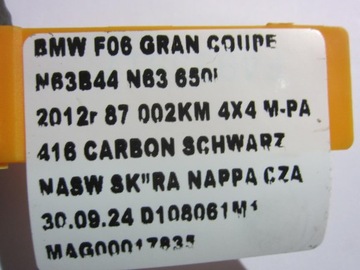 BMW F06 GRAN COUPE
N63B44 N63 650I
2012r 87 002KM 4X4 M-PA
416 CARBON SCHWARZ
NASW SK"RA NAPPA CZA
30.09.24 D108061M1
MAG00017835